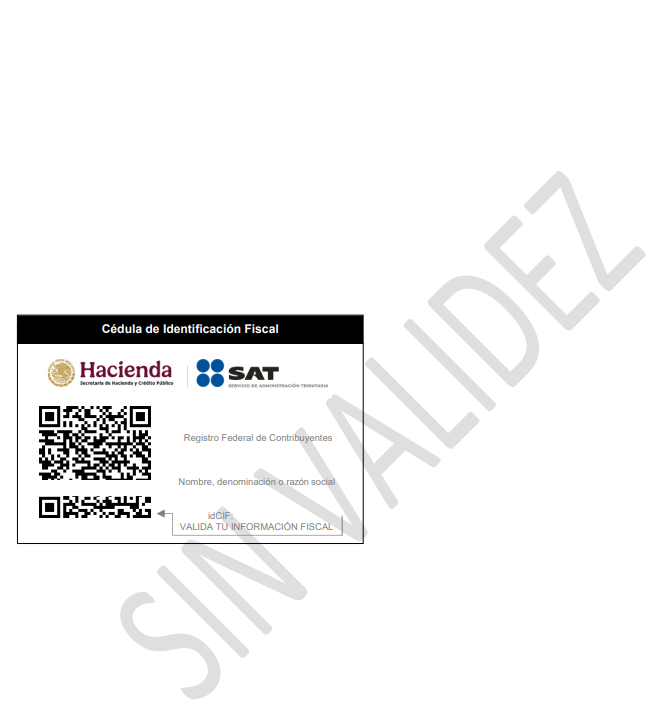 Cédula de Identificación Fiscal
Hacienda
Secretaría de Hacienda y Crédito Público
SAT
SERVICIO DE ADMINISTRACIÓN TRIBUTARIA
Registro Federal de Contribuyentes
Nombre, denominación o razón social
idCIF:
VALIDA TU INFORMACIÓN FISCAL
SIN VALIDEZ